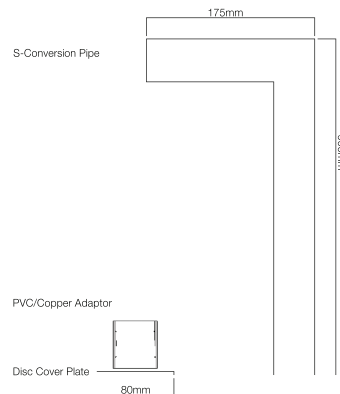 175mm
S-Conversion Pipe
PVC/Copper Adaptor
Disc Cover Plate
80mm